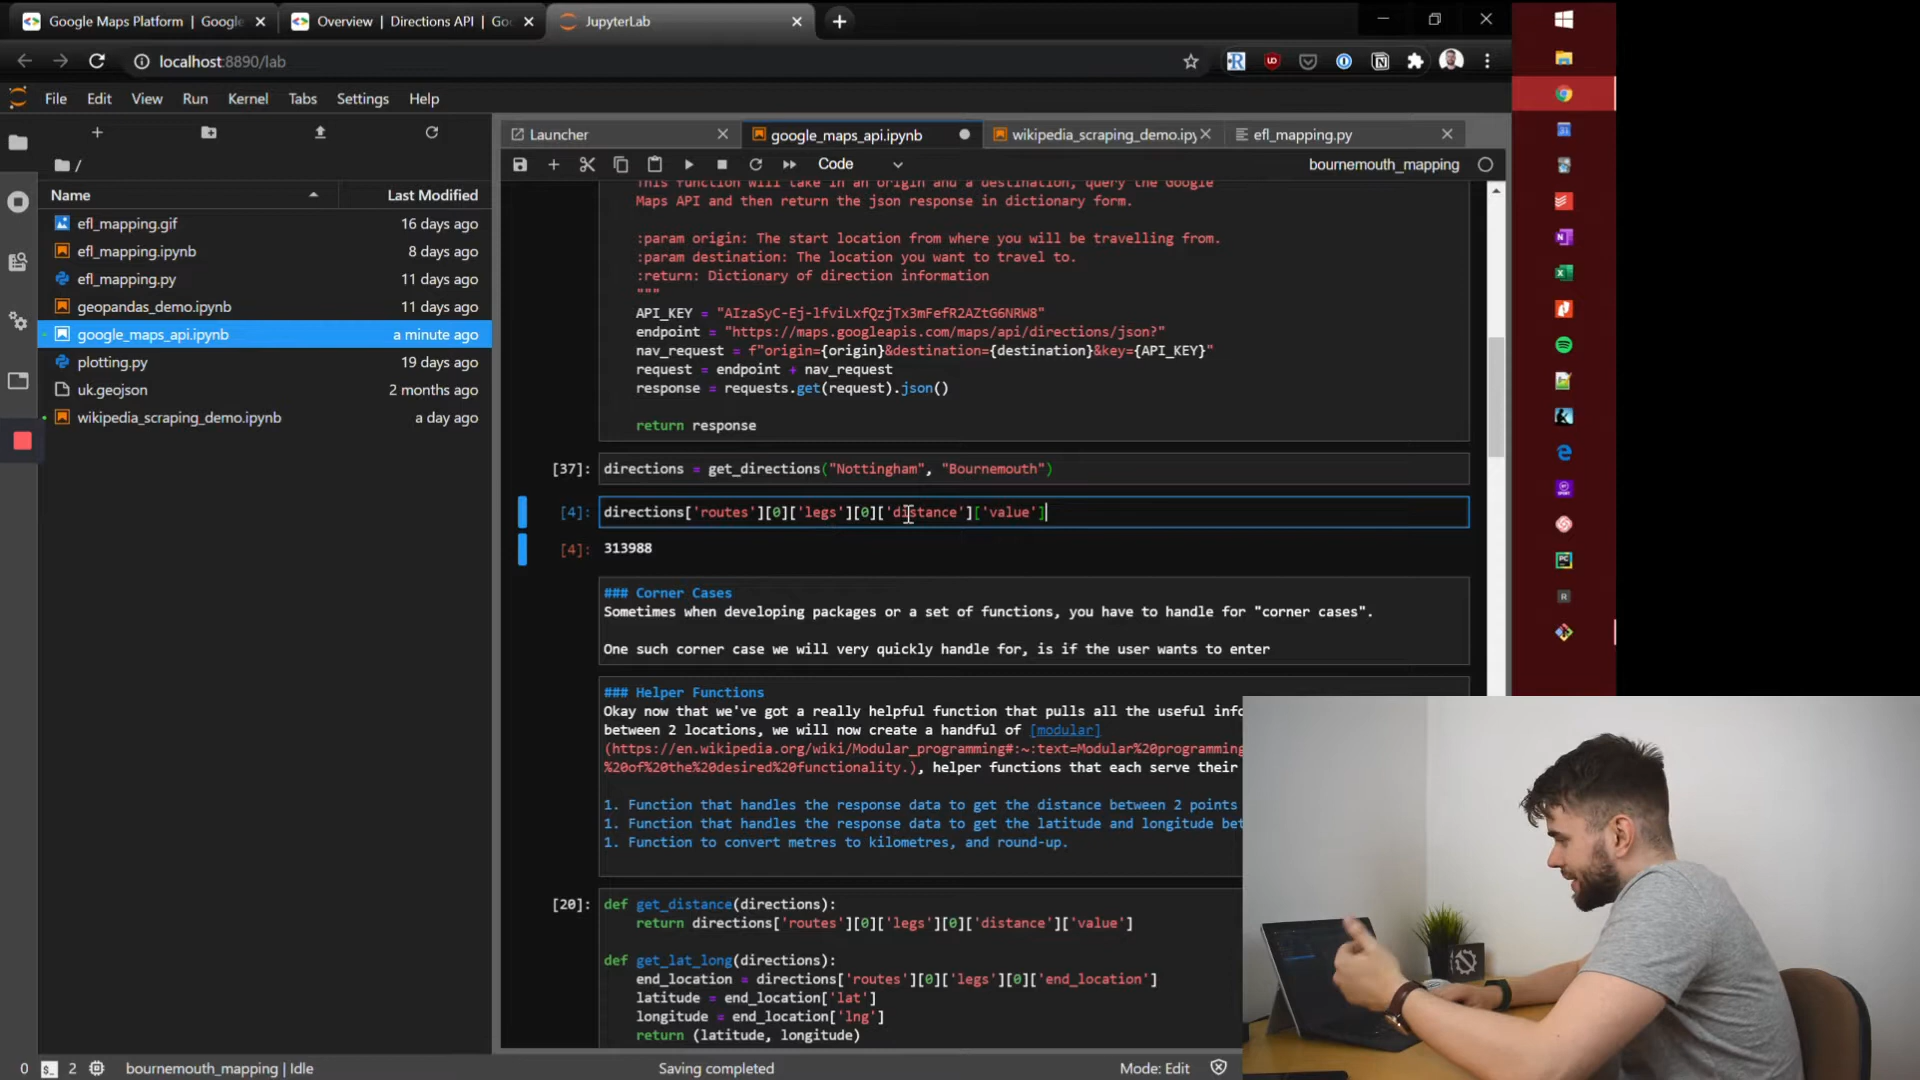 Google Maps Platform | Google
Overview | Directions API | Goo
JupyterLab
localhost:8890/lab
File Edit View Run Kernel Tabs Settings Help
/
Name Last Modified
efl_mapping.gif 16 days ago
efl_mapping.ipynb 8 days ago
efl_mapping.py 11 days ago
geopandas_demo.ipynb 11 days ago
google_maps_api.ipynb a minute ago
plotting.py 19 days ago
uk.geojson 2 months ago
wikipedia_scraping_demo.ipynb a day ago
Launcher
google_maps_api.ipynb
wikipedia_scraping_demo.ipy
efl_mapping.py
Code
bournemouth_mapping
This function will take in an origin and a destination, query the Google
Maps API and then return the json response in dictionary form.
:param origin: The start location from where you will be travelling from.
:param destination: The location you want to travel to.
:return: Dictionary of direction information
"""
API_KEY = "
endpoint = "https://maps.googleapis.com/maps/api/directions/json?"
nav_request = f"origin={origin}&destination={destination}&key={API_KEY}"
request = endpoint + nav_request
response = requests.get(request).json()
return response
[37]: directions = get_directions("Nottingham", "Bournemouth")
[4]: directions['routes'][0]['legs'][0]['distance']['value']
[4]: 313988
### Corner Cases
Sometimes when developing packages or a set of functions, you have to handle for "corner cases".
One such corner case we will very quickly handle for, is if the user wants to enter
### Helper Functions
Okay now that we've got a really helpful function that pulls all the useful info
between 2 locations, we will now create a handful of [modular]
(https://en.wikipedia.org/wiki/Modular_programming#:~:text=Modular%20programming
%20of%20the%20desired%20functionality.), helper functions that each serve their
1. Function that handles the response data to get the distance between 2 points
1. Function that handles the response data to get the latitude and longitude bet
1. Function to convert metres to kilometres, and round-up.
[20]: def get_distance(directions):
return directions['routes'][0]['legs'][0]['distance']['value']
def get_lat_long(directions):
end_location = directions['routes'][0]['legs'][0]['end_location']
latitude = end_location['lat']
longitude = end_location['lng']
return (latitude, longitude)
0 2 bournemouth_mapping | Idle
Saving completed
Mode: Edit